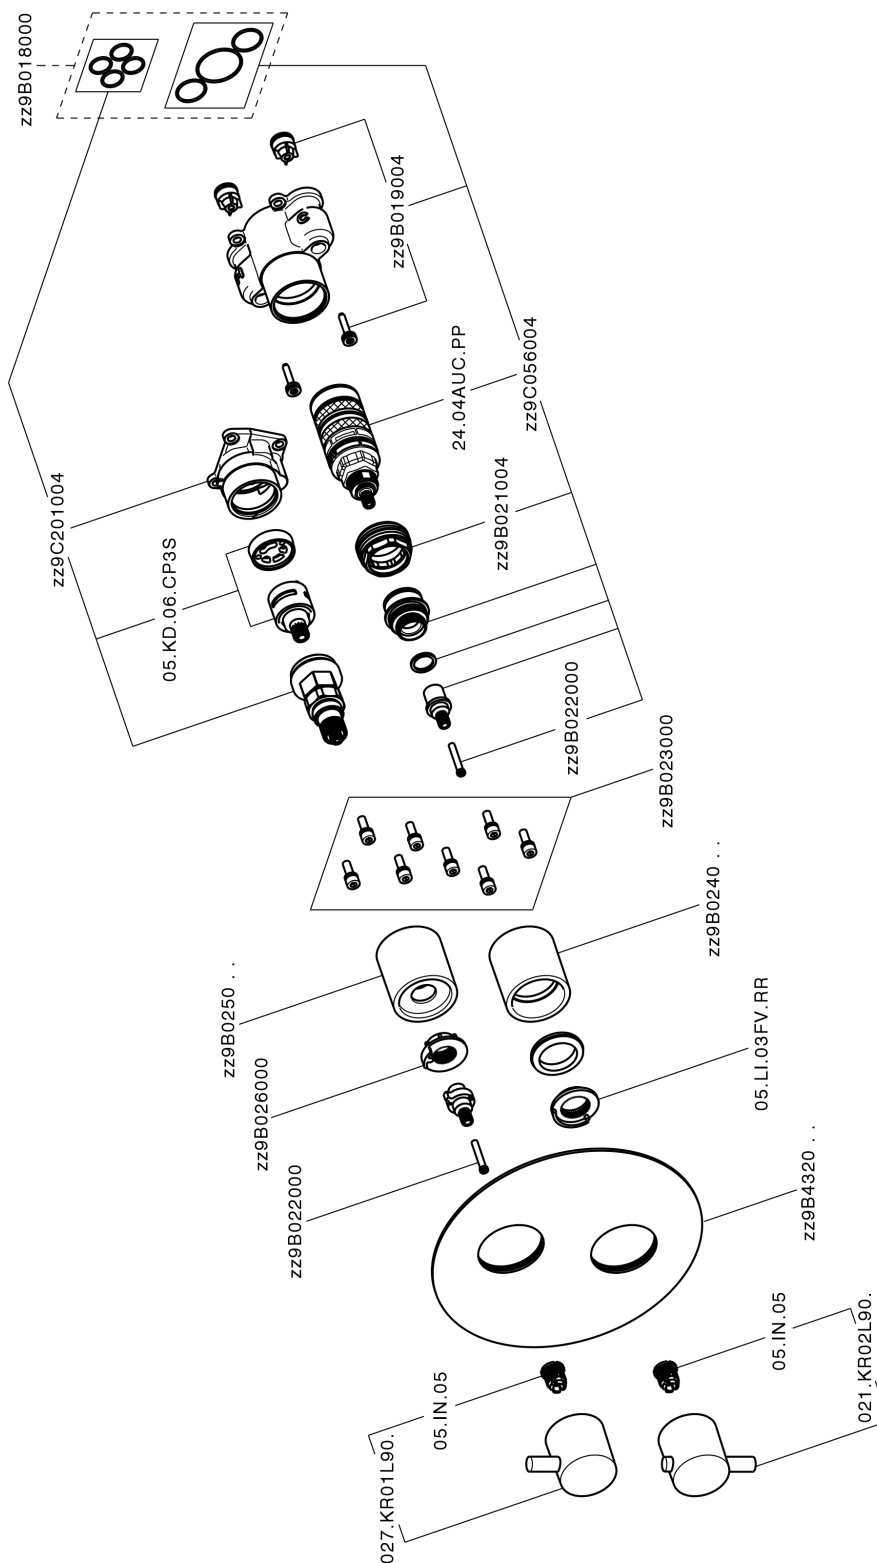 zz9B018000
zz9B019004
zz9C056004
24.04AUC.PP
zz9C201004
05.KD.06.CP3S
zz9B021004
zz9B022000
zz9B023000
zz9B0240 . .
zz9B0250 . .
05.LI.03FV.RR
zz9B026000
zz9B022000
zz9B4320 . .
05.IN.05
05.IN.05
021.KR02L90.
027.KR01L90.